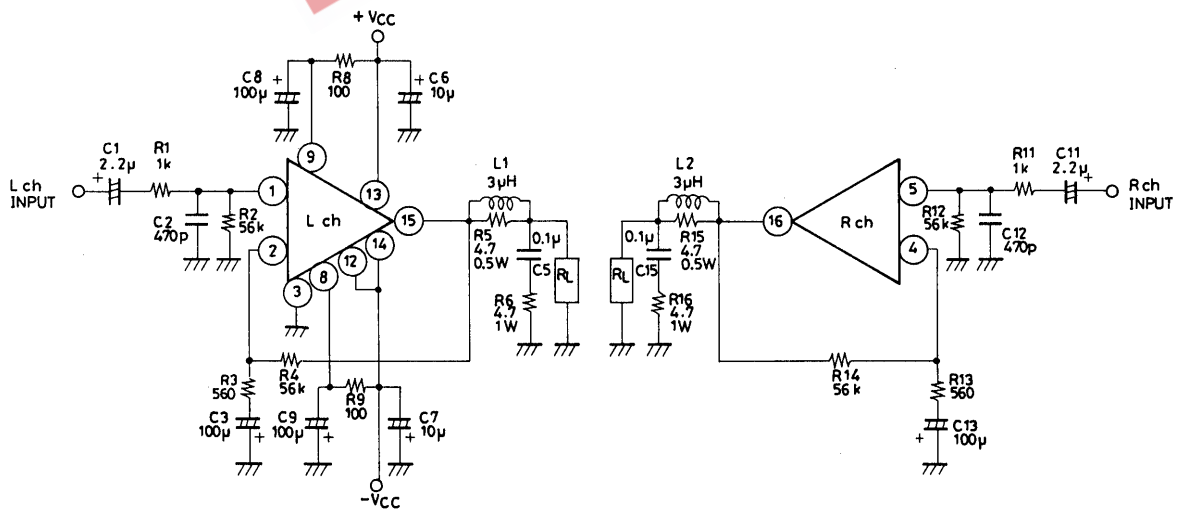 + VCC
C8
100μ
+
R8
100
+
C6
10μ
C1
2.2μ
+
R1
1k
L ch
INPUT
C2
470p
R2
56k
1
2
3
9
13
15
14
12
8
L ch
L1
3μH
R5
4.7
0.5W
0.1μ
C5
R6
4.7
1W
RL
R3
560
R4
56k
C3
100μ
+
C9
100μ
+
R9
100
C7
10μ
+
-VCC
L2
3μH
0.1μ
C15
R15
4.7
0.5W
RL
R16
4.7
1W
16
R ch
5
4
R12
56k
R11
1k
C11
2.2μ
+
R ch
INPUT
C12
470p
R14
56k
R13
560
+
C13
100μ